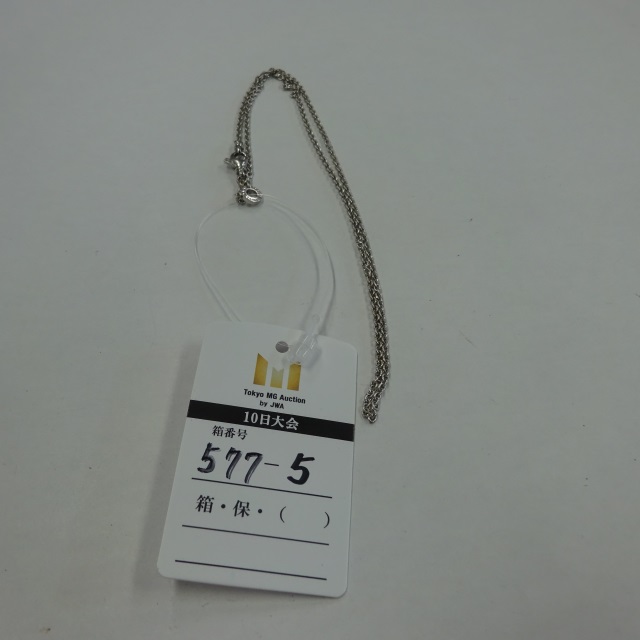 Tokyo MG Auction
by JWA
10日大会
箱番号
577-5
箱・保・（ ）